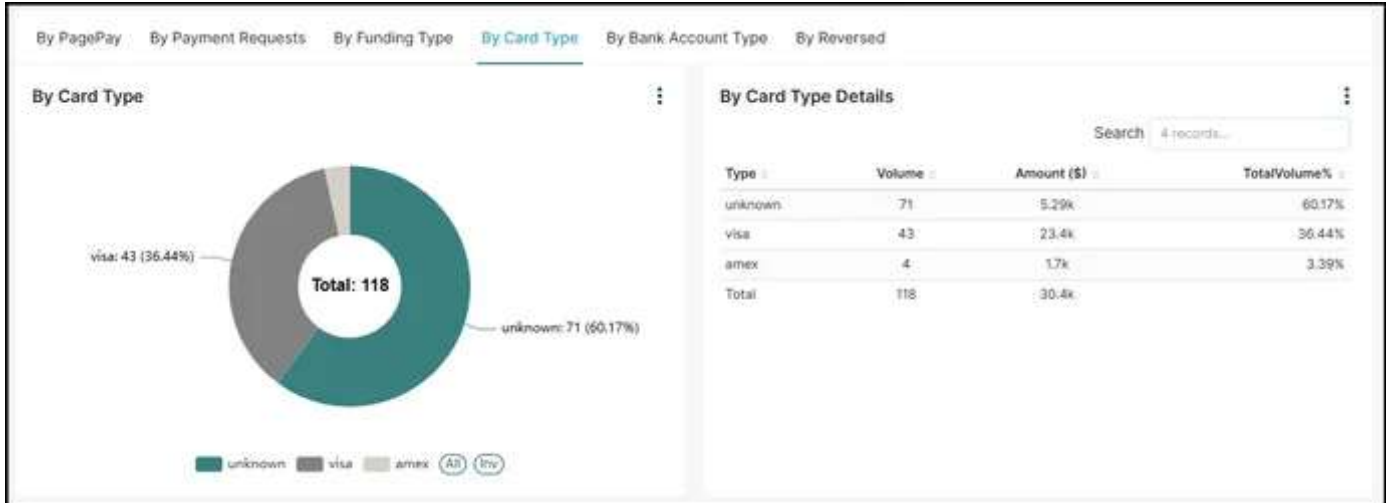 By PagePay By Payment Requests By Funding Type By Card Type By Bank Account Type By Reversed
By Card Type
visa: 43 (36.44%)
Total: 118
unknown: 71 (60.17%)
unknown visa amex All Inv
By Card Type Details
Search 4 records...
Type Volume Amount ($) TotalVolume%
unknown 71 5.29k 60.17%
visa 43 23.4k 36.44%
amex 4 1.7k 3.39%
Total 118 30.4k